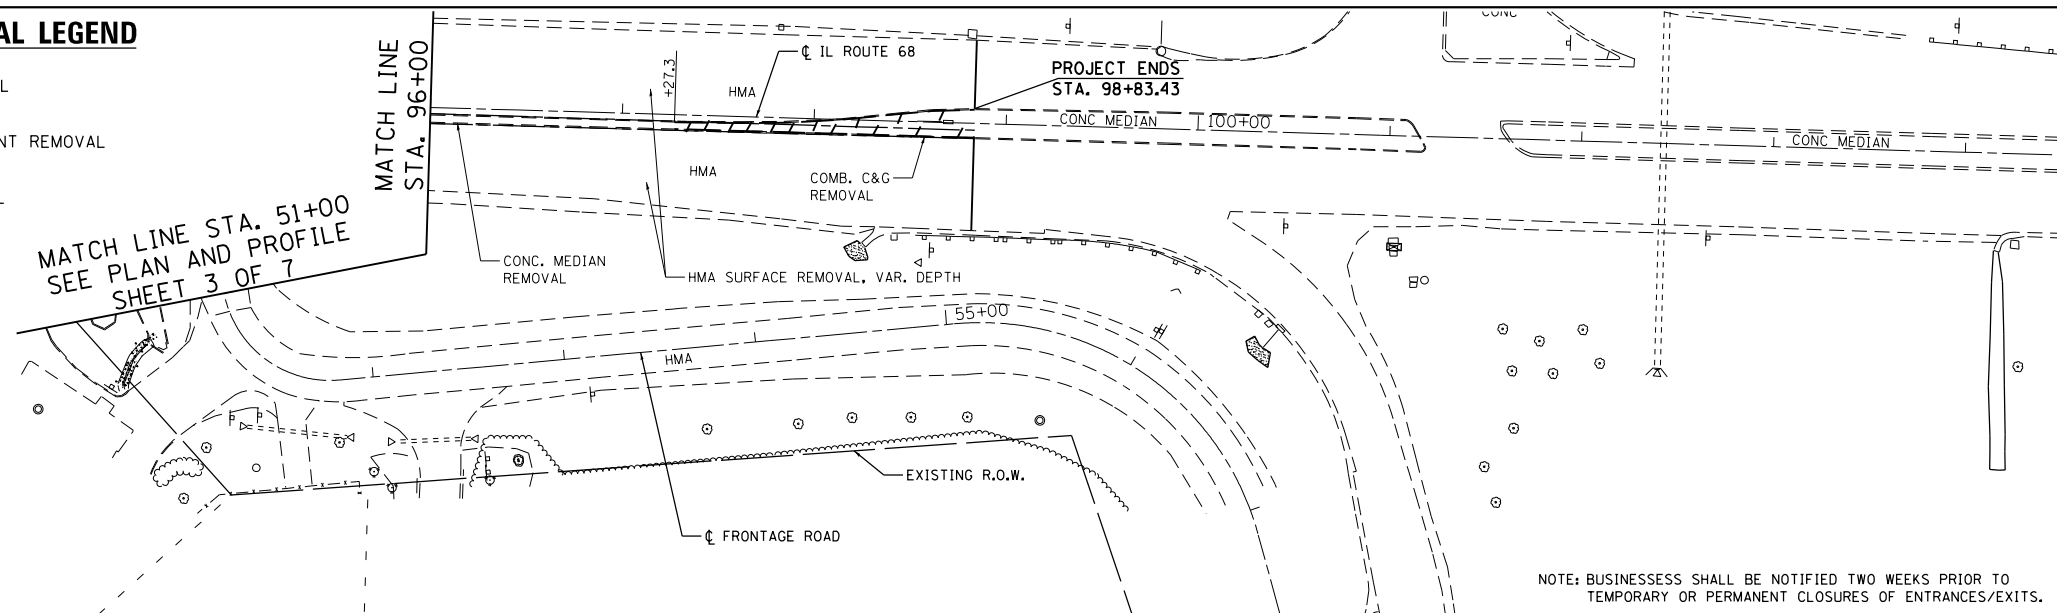 AL LEGEND
L
NT REMOVAL
MATCH LINE
STA. 96+00
MATCH LINE STA. 51+00
SEE PLAN AND PROFILE
SHEET 3 OF 7
+27.3
HMA
℄ IL ROUTE 68
PROJECT ENDS
STA. 98+83.43
CONC
CONC MEDIAN
100+00
CONC MEDIAN
HMA
COMB. C&G
REMOVAL
CONC. MEDIAN
REMOVAL
HMA SURFACE REMOVAL, VAR. DEPTH
55+00
HMA
EXISTING R.O.W.
℄ FRONTAGE ROAD
NOTE: BUSINESSESS SHALL BE NOTIFIED TWO WEEKS PRIOR TO
TEMPORARY OR PERMANENT CLOSURES OF ENTRANCES/EXITS.